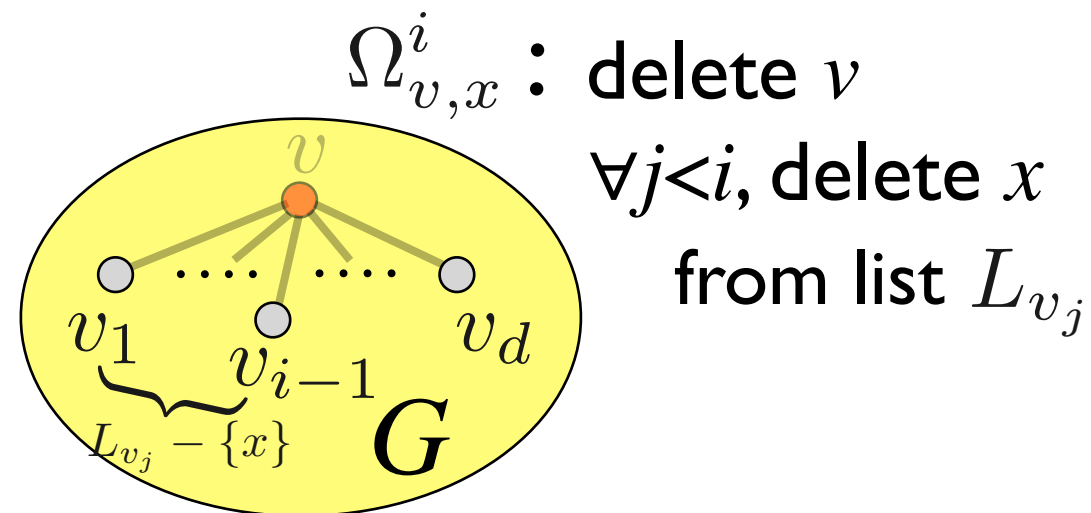 Ω^i_{v,x} : delete v
∀j<i, delete x
from list L_{v_j}
v
.... ....
v_1 v_{i-1} v_d
L_{v_j} − {x}
G